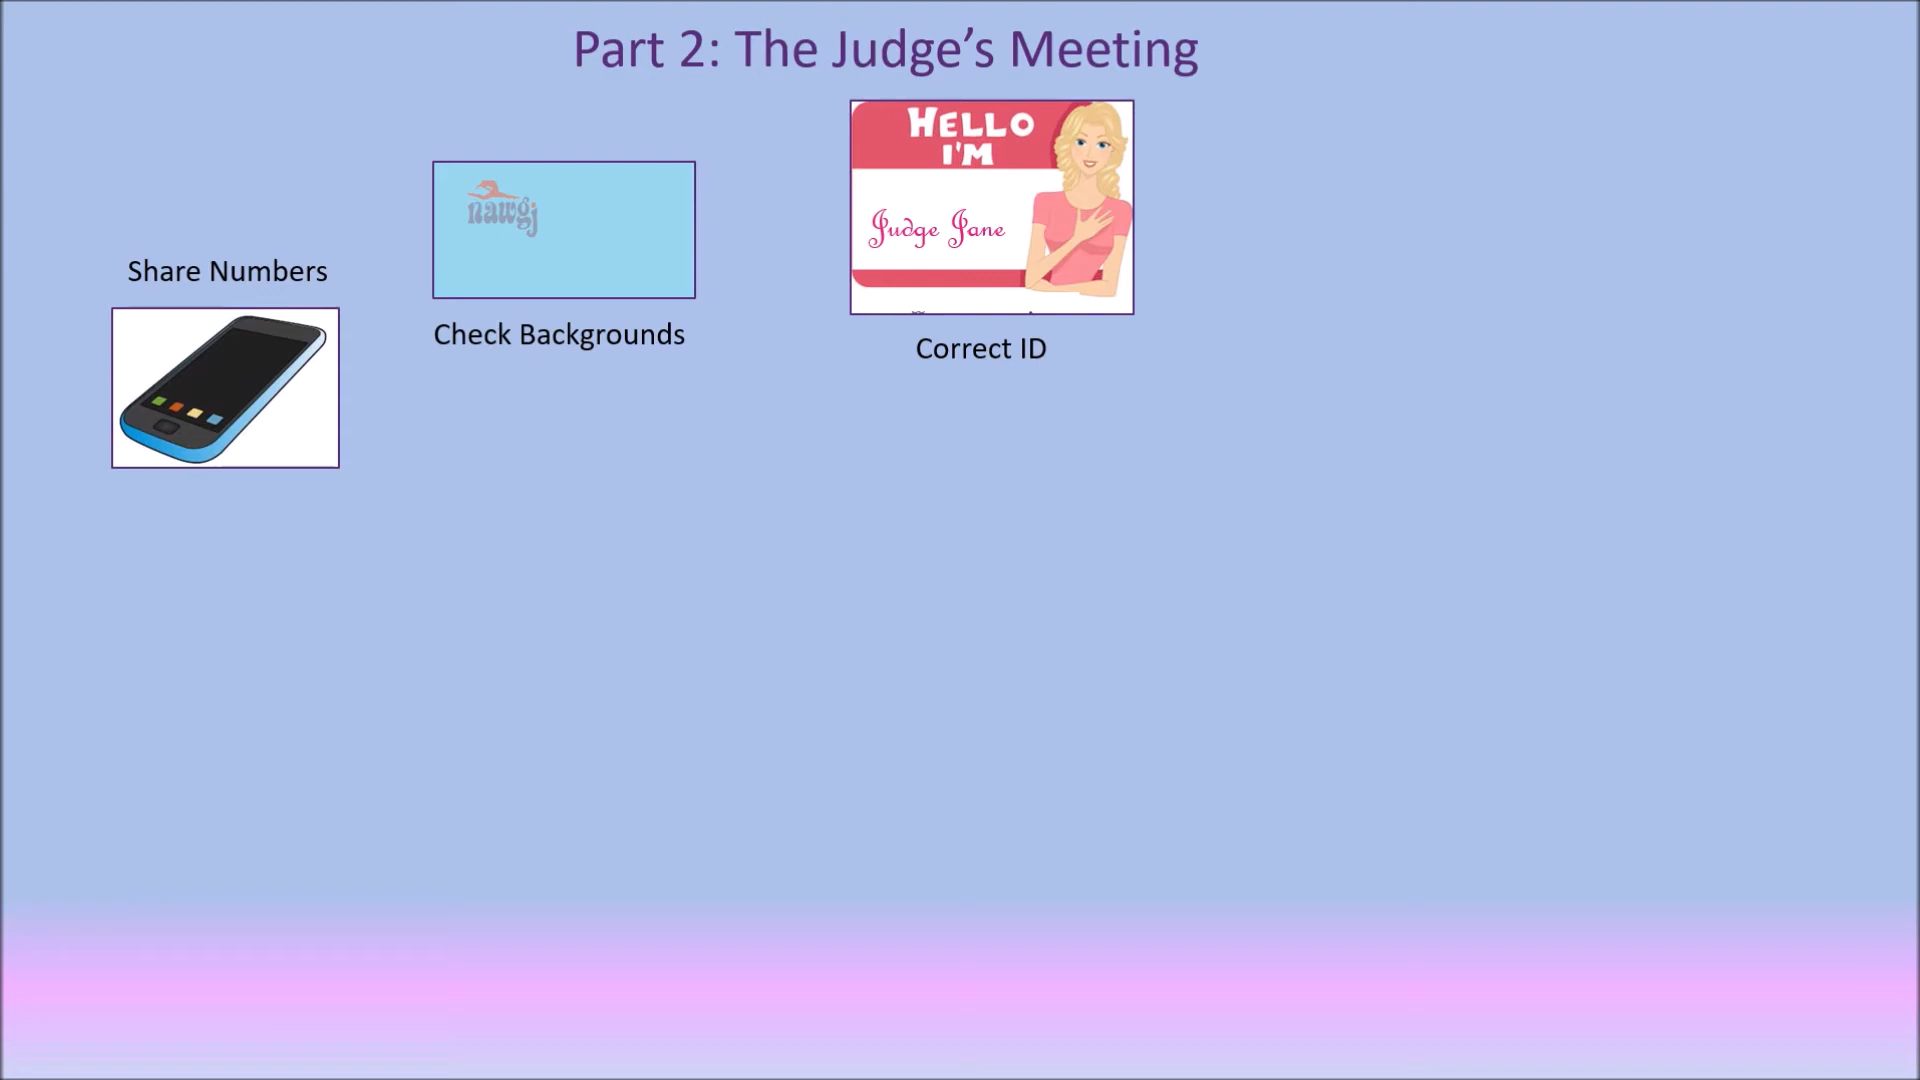 Part 2: The Judge’s Meeting
HELLO
I'M
Judge Jane
nawgj
Share Numbers
Check Backgrounds
Correct ID